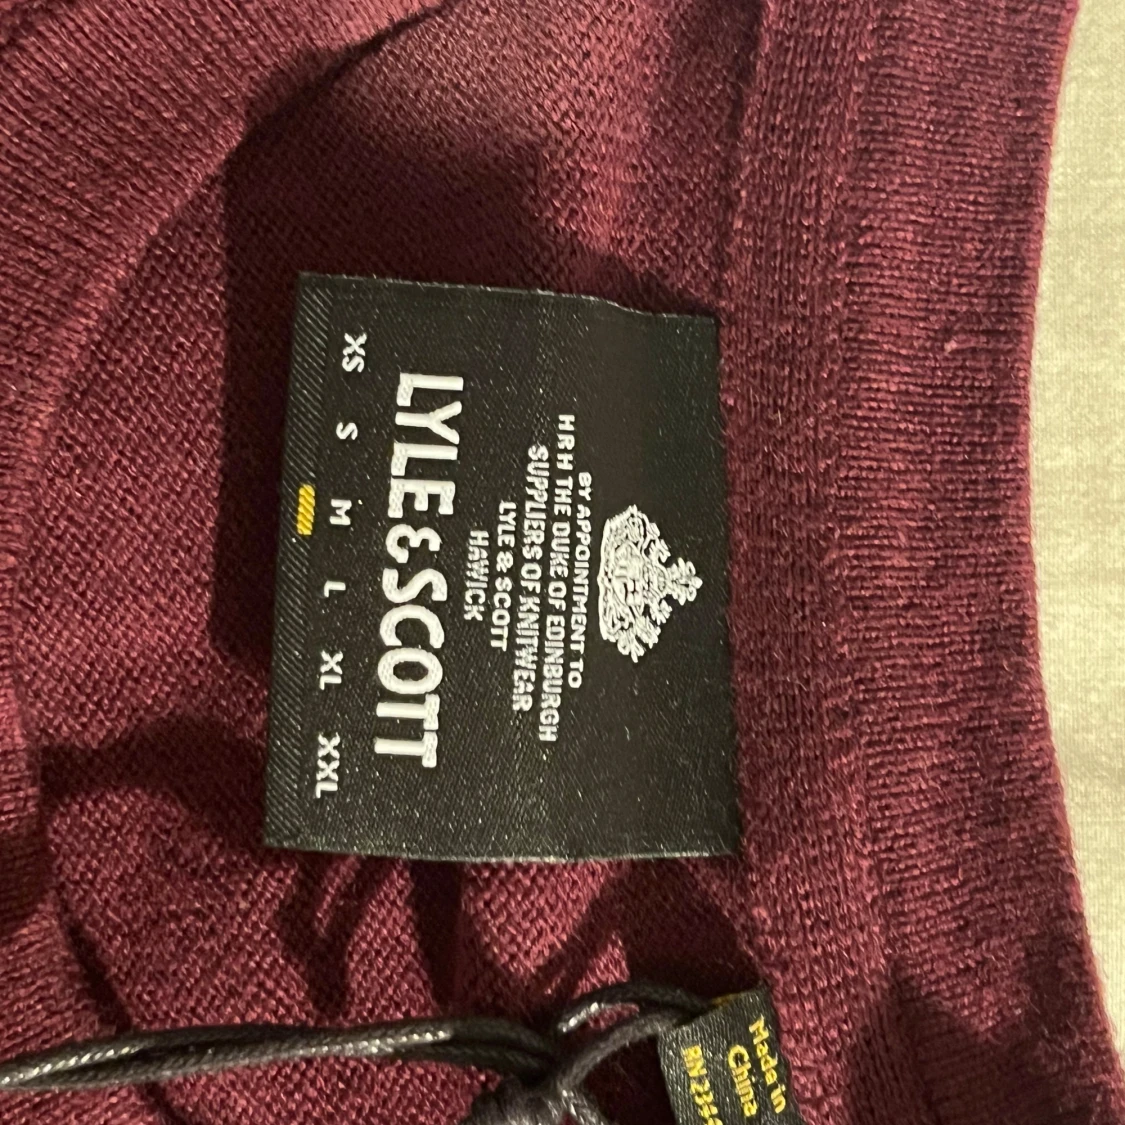 BY APPOINTMENT TO
H R H THE DUKE OF EDINBURGH
SUPPLIERS OF KNITWEAR
LYLE & SCOTT
HAWICK
LYLE & SCOTT
XS S M L XL XXL
Made in
China